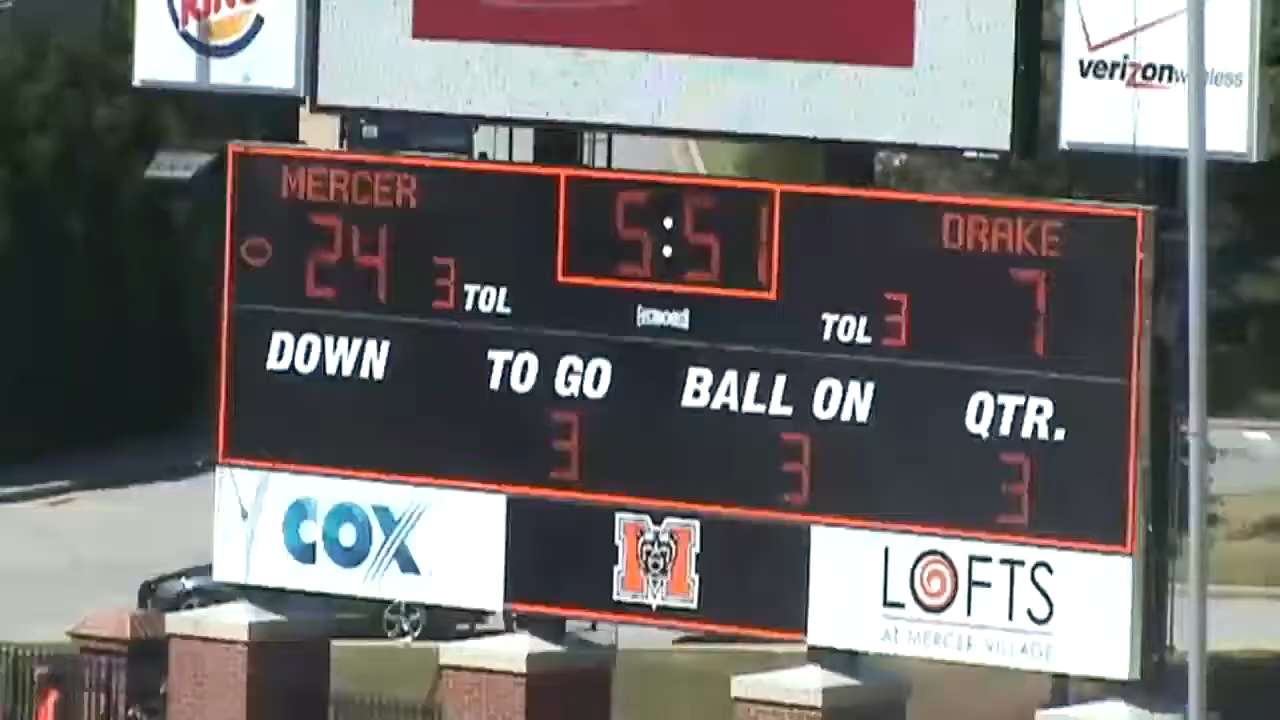 KING
verizonwireless
MERCER
24
3 TOL
5:51
DRAKE
7
TOL 3
DOWN
TO GO
3
BALL ON
3
QTR.
3
COX
M
LOFTS
AT MERCER VILLAGE